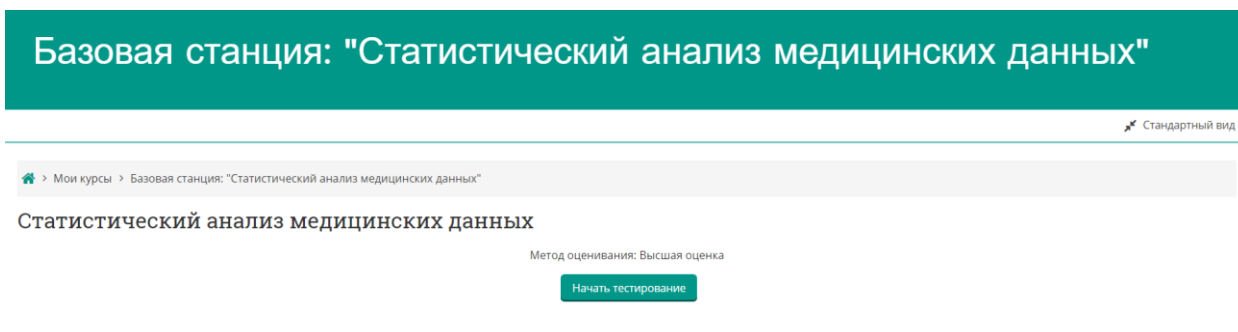 Базовая станция: "Статистический анализ медицинских данных"
Стандартный вид
Мои курсы > Базовая станция: "Статистический анализ медицинских данных"
Статистический анализ медицинских данных
Метод оценивания: Высшая оценка
Начать тестирование